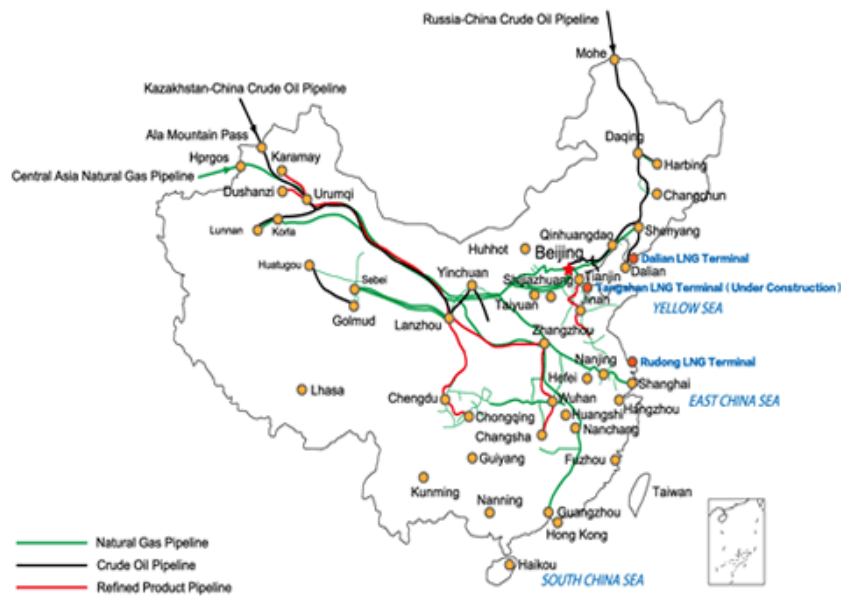 Russia-China Crude Oil Pipeline
Mohe
Kazakhstan-China Crude Oil Pipeline
Ala Mountain Pass
Karamay
Hprgos
Central Asia Natural Gas Pipeline
Dushanzi
Urumqi
Lunnan
Korla
Daqing
Harbing
Changchun
Shenyang
Qinhuangdao
Huhhot
Beijing
Dalian LNG Terminal
Dalian
Huatugou
Sebei
Yinchuan
Shijiazhuang
Tianjin
Tangshan LNG Terminal ( Under Construction )
Taiyuan
Jinan
YELLOW SEA
Golmud
Lanzhou
Zhangzhou
Nanjing
Rudong LNG Terminal
Hefei
Shanghai
Lhasa
Chengdu
Wuhan
Hangzhou
EAST CHINA SEA
Chongqing
Huangshi
Changsha
Nanchang
Guiyang
Fuzhou
Kunming
Taiwan
Nanning
Guangzhou
Hong Kong
Natural Gas Pipeline
Crude Oil Pipeline
Refined Product Pipeline
Haikou
SOUTH CHINA SEA